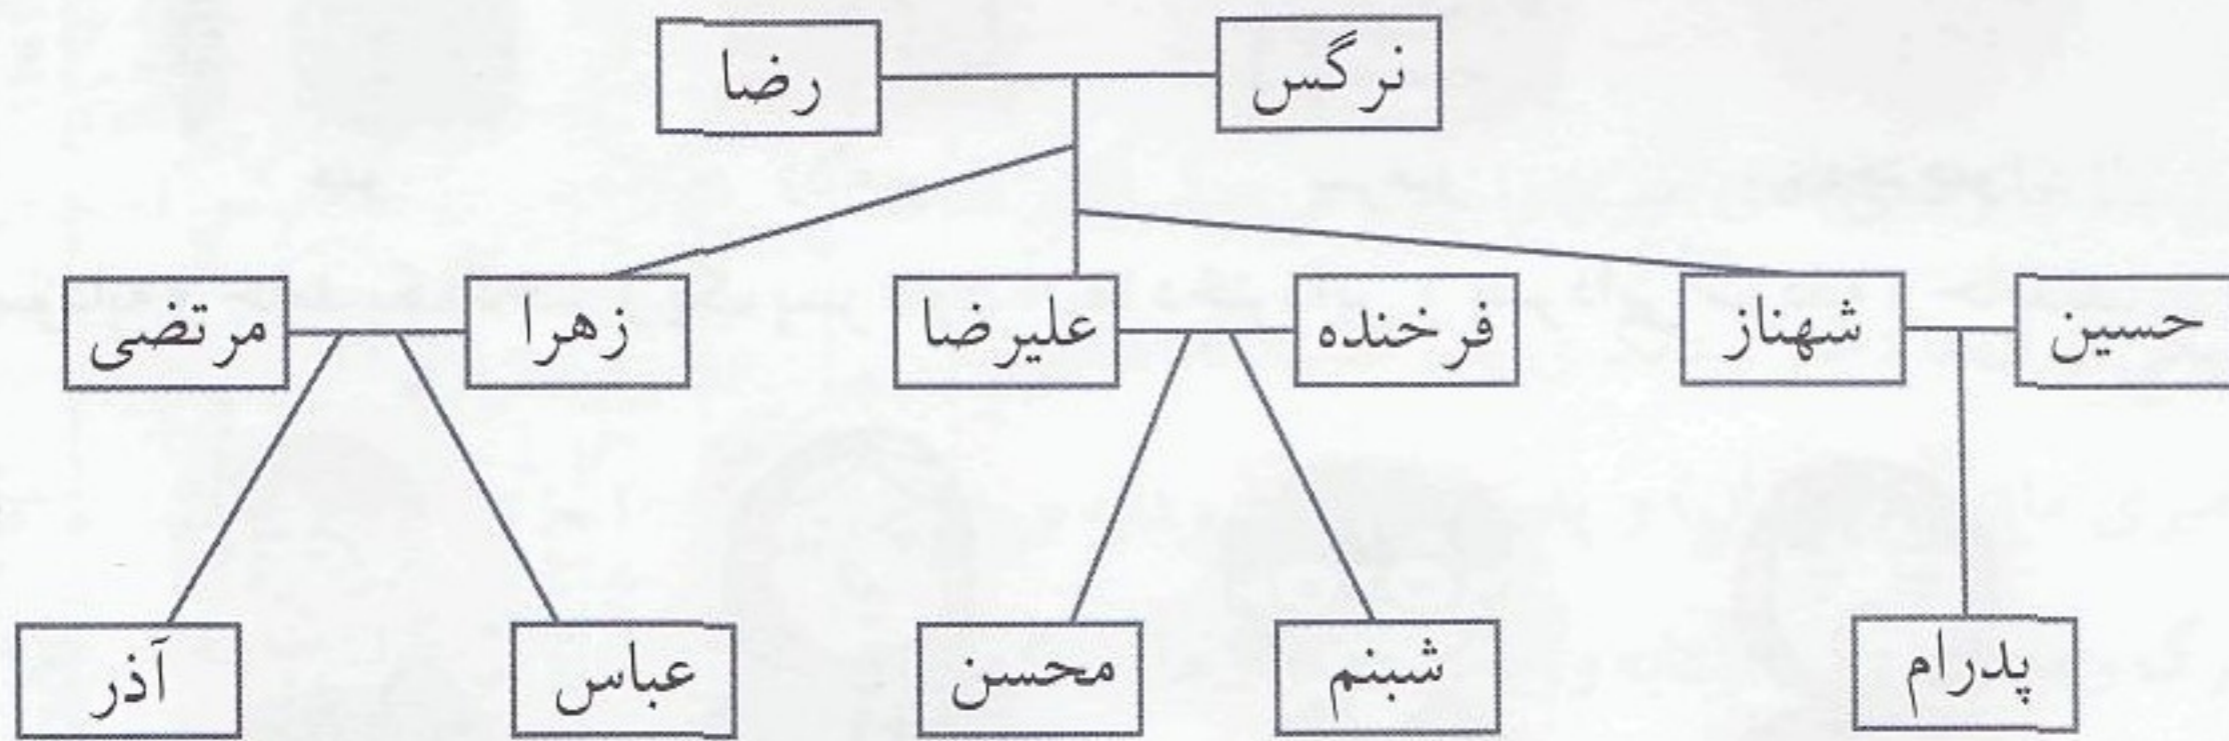 نرگس رضا
حسین شهناز فرخنده علیرضا زهرا مرتضی
پدرام شبنم محسن عباس آذر